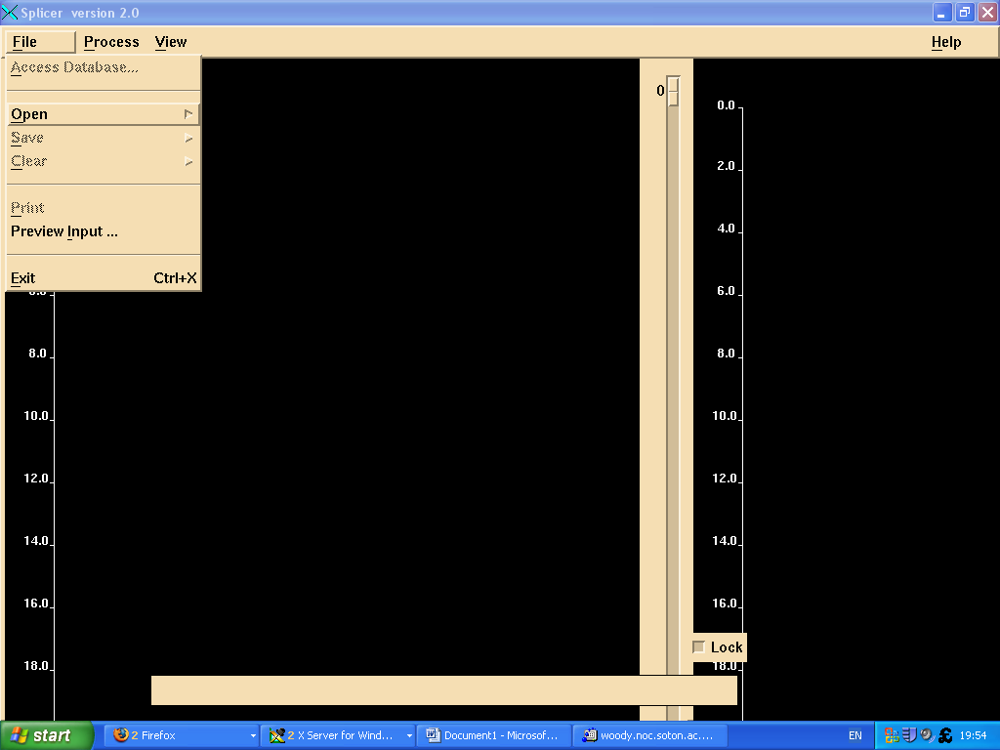 Splicer version 2.0
File Process View Help
Access Database...
Open
Save
Clear
Print
Preview Input ...
Exit Ctrl+X
8.0
10.0
12.0
14.0
16.0
18.0
0
0.0
2.0
4.0
6.0
8.0
10.0
12.0
14.0
16.0
Lock
18.0
start
2 Firefox
2 X Server for Wind...
Document1 - Microsof...
woody.noc.soton.ac....
EN
19:54